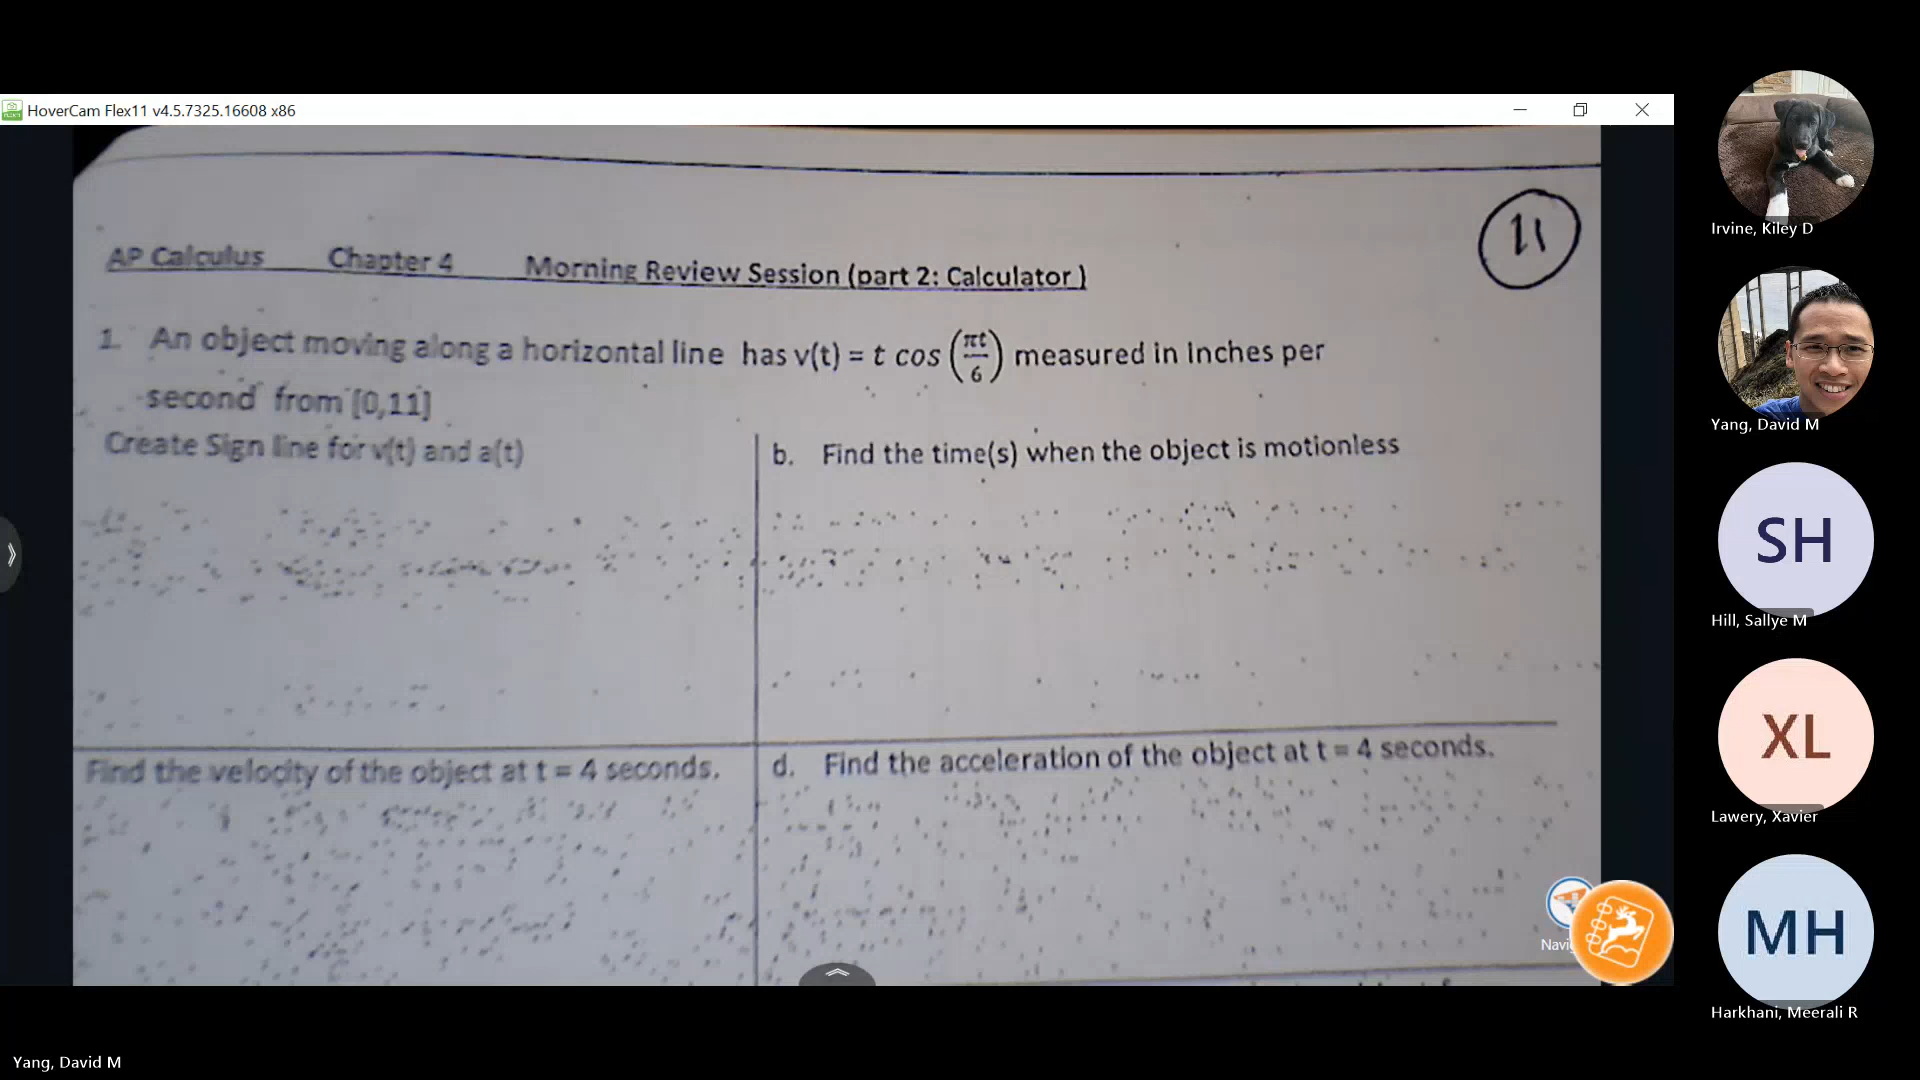 HoverCam Flex11 v4.5.7325.16608 x86
11
AP Calculus Chapter 4 Morning Review Session (part 2: Calculator )
1. An object moving along a horizontal line has v(t) = t cos (πt/6) measured in inches per
second from [0,11]
Create Sign line for v(t) and a(t)
b. Find the time(s) when the object is motionless
Find the velocity of the object at t = 4 seconds.
d. Find the acceleration of the object at t = 4 seconds.
Irvine, Kiley D
Yang, David M
SH
Hill, Sallye M
XL
Lawery, Xavier
MH
Harkhani, Meerali R
Yang, David M